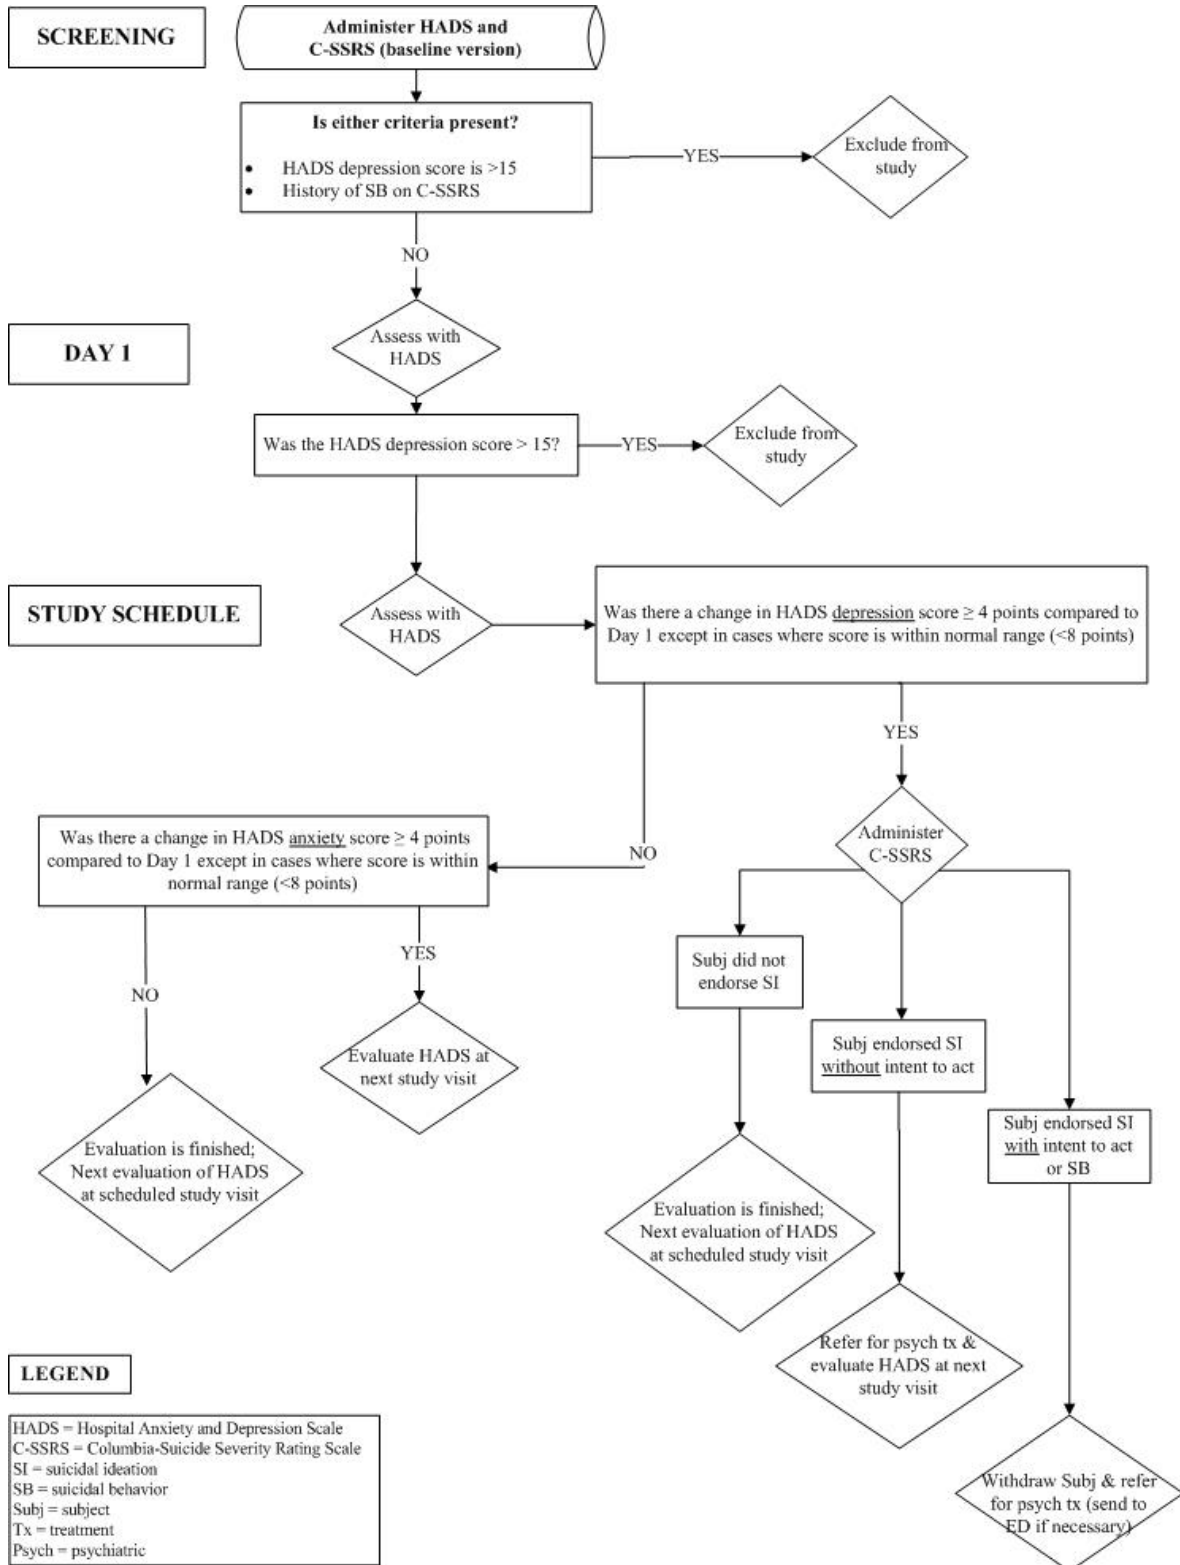 SCREENING
Administer HADS and
C-SSRS (baseline version)
Is either criteria present?
• HADS depression score is >15
• History of SB on C-SSRS
YES
Exclude from
study
NO
DAY 1
Assess with
HADS
Was the HADS depression score > 15?
YES
Exclude from
study
STUDY SCHEDULE
Assess with
HADS
Was there a change in HADS depression score ≥ 4 points compared to
Day 1 except in cases where score is within normal range (<8 points)
YES
NO
Was there a change in HADS anxiety score ≥ 4 points
compared to Day 1 except in cases where score is within
normal range (<8 points)
Administer
C-SSRS
YES
NO
Evaluate HADS at
next study visit
Evaluation is finished;
Next evaluation of HADS
at scheduled study visit
Subj did not
endorse SI
Subj endorsed SI
without intent to act
Subj endorsed SI
with intent to act
or SB
Evaluation is finished;
Next evaluation of HADS
at scheduled study visit
Refer for psych tx &
evaluate HADS at next
study visit
Withdraw Subj & refer
for psych tx (send to
ED if necessary)
LEGEND
HADS = Hospital Anxiety and Depression Scale
C-SSRS = Columbia-Suicide Severity Rating Scale
SI = suicidal ideation
SB = suicidal behavior
Subj = subject
Tx = treatment
Psych = psychiatric